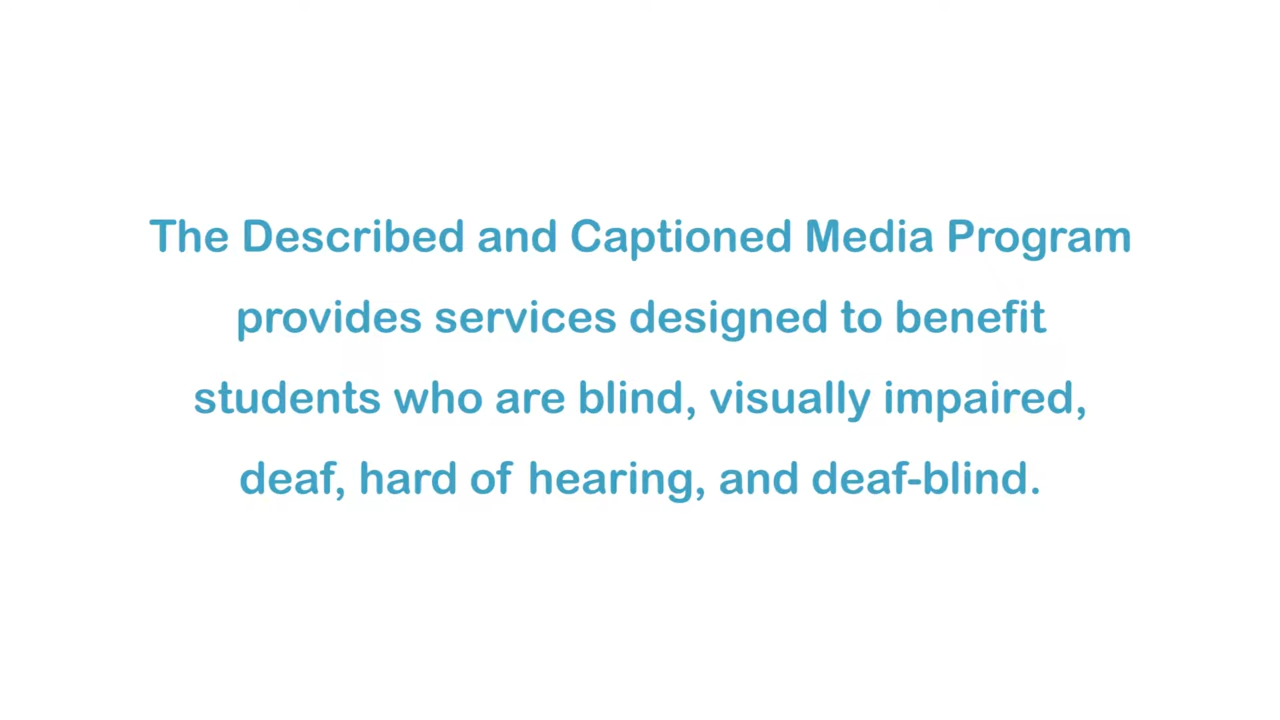 The Described and Captioned Media Program
provides services designed to benefit
students who are blind, visually impaired,
deaf, hard of hearing, and deaf-blind.